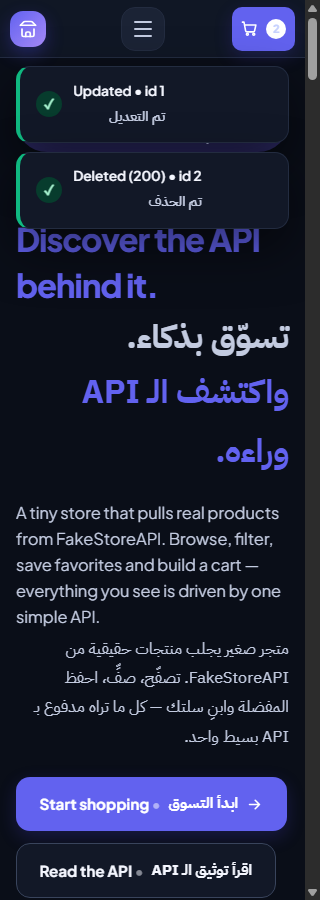 2
Updated • id 1
تم التعديل
Deleted (200) • id 2
تم الحذف
Discover the API
behind it.
تسوّق بذكاء.
واكتشف الـ API
وراءه.
A tiny store that pulls real products
from FakeStoreAPI. Browse, filter,
save favorites and build a cart —
everything you see is driven by one
simple API.
متجر صغير يجلب منتجات حقيقية من
FakeStoreAPI. تصفّح، صفِّ، احفظ
المفضلة وابنِ سلتك — كل ما تراه مدفوع بـ
API بسيط واحد.
Start shopping • ابدأ التسوق →
Read the API • اقرأ توثيق الـ API